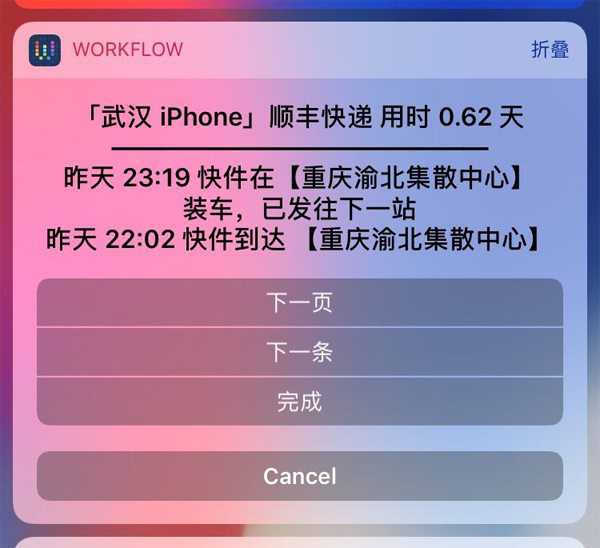 WORKFLOW 折叠
「武汉 iPhone」顺丰快递 用时 0.62 天
昨天 23:19 快件在【重庆渝北集散中心】
装车，已发往下一站
昨天 22:02 快件到达 【重庆渝北集散中心】
下一页
下一条
完成
Cancel